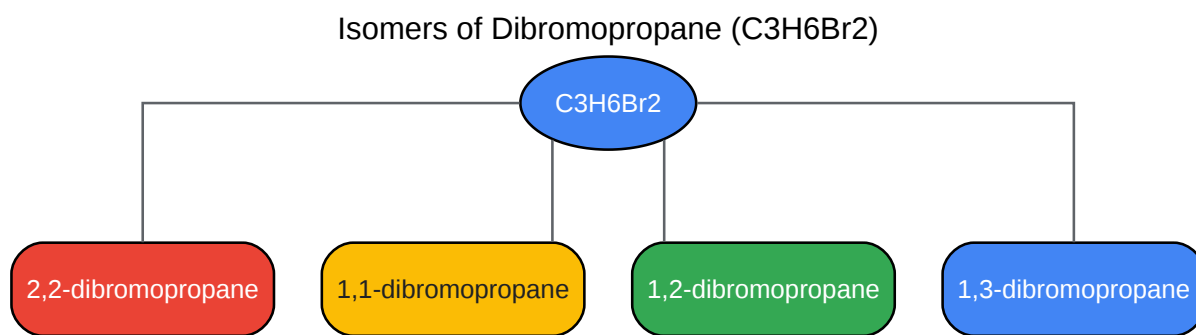 Isomers of Dibromopropane (C3H6Br2)
C3H6Br2
2,2-dibromopropane
1,1-dibromopropane
1,2-dibromopropane
1,3-dibromopropane